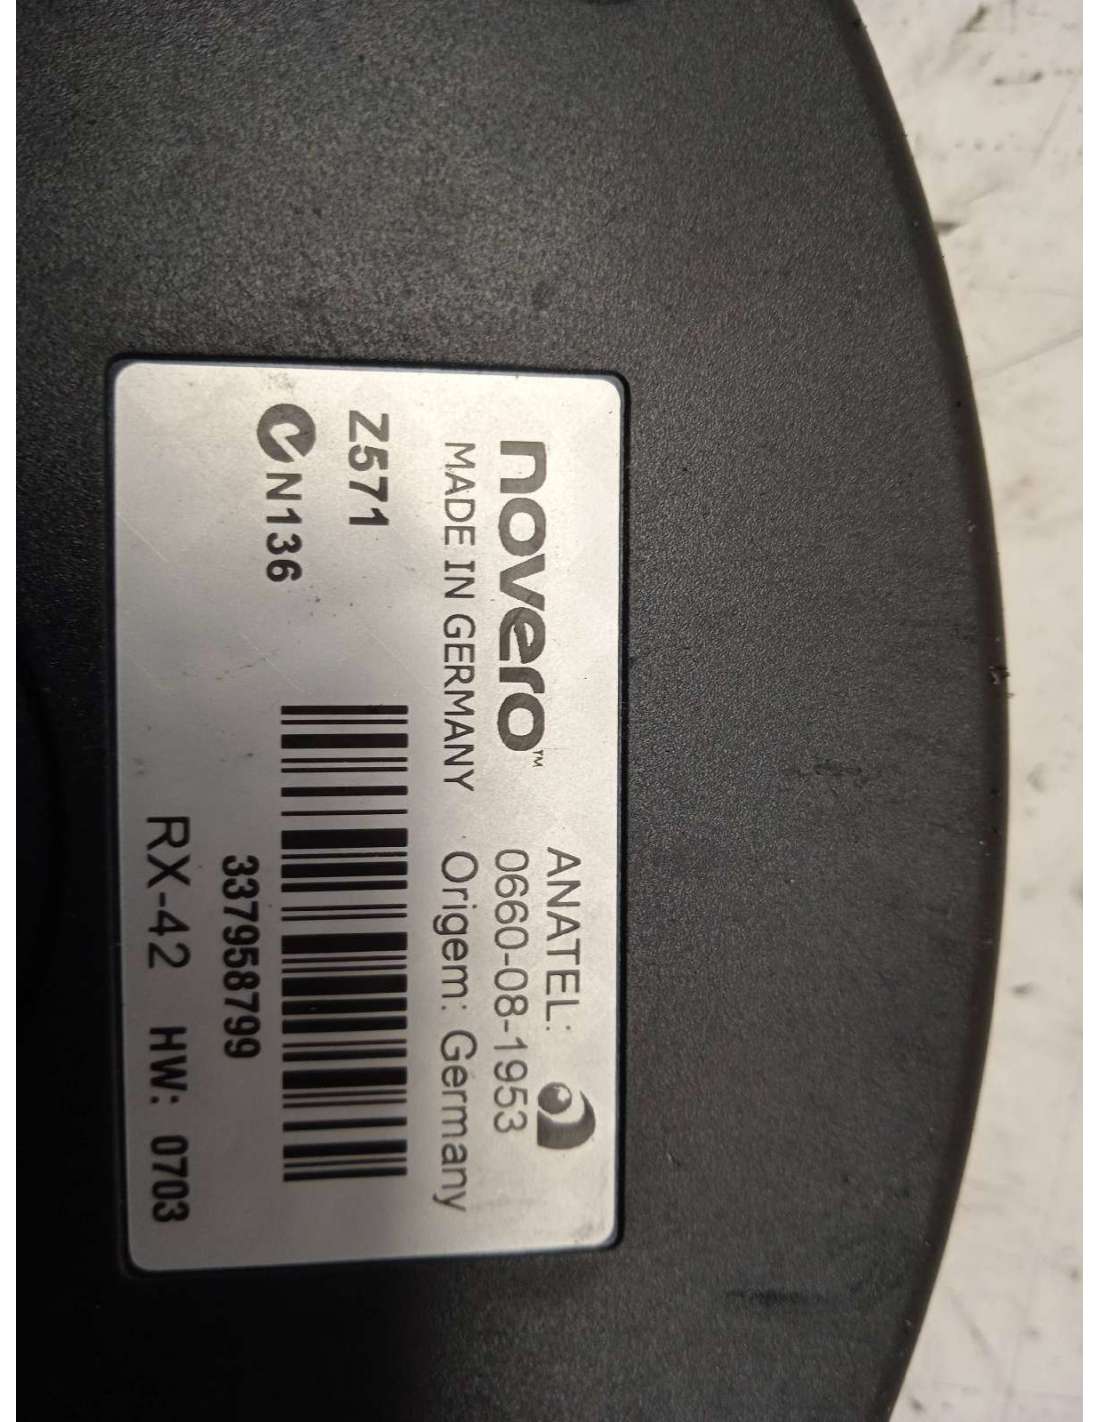 novero™
MADE IN GERMANY
ANATEL:
0660-08-1953
Origem: Germany
Z571
N136
337958799
RX-42 HW: 0703